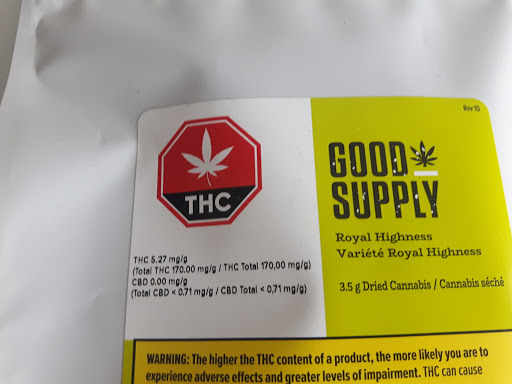 Rev 10
THC
GOOD
SUPPLY
Royal Highness
Variété Royal Highness
3.5 g Dried Cannabis / Cannabis séché
THC 5.27 mg/g
(Total THC 170.00 mg/g / THC Total 170,00 mg/g)
CBD 0.00 mg/g
(Total CBD < 0.71 mg/g / CBD Total < 0,71 mg/g)
WARNING: The higher the THC content of a product, the more likely you are to
experience adverse effects and greater levels of impairment. THC can cause